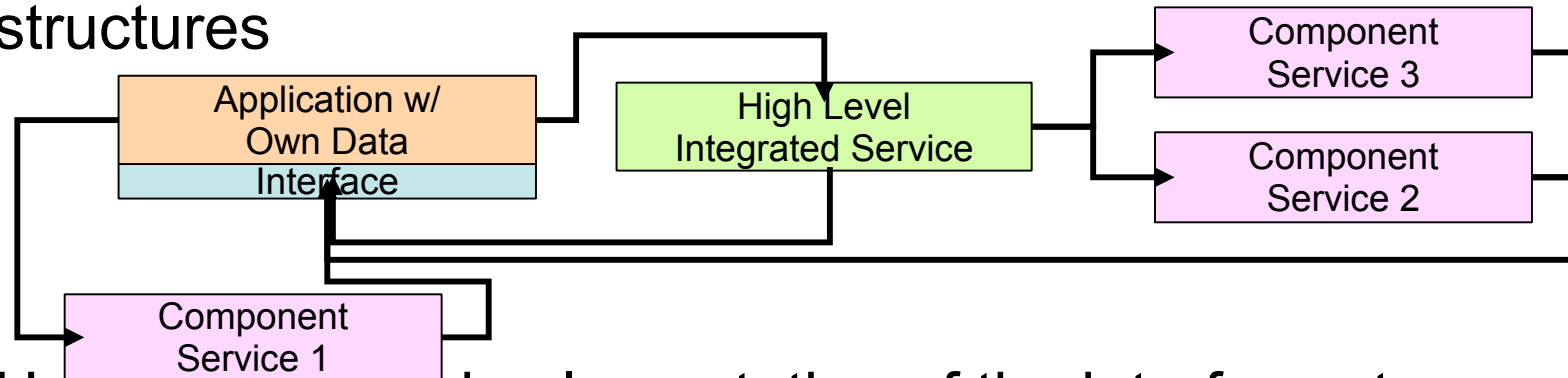 structures
Application w/
Own Data
Interface
High Level
Integrated Service
Component
Service 3
Component
Service 2
Component
Service 1